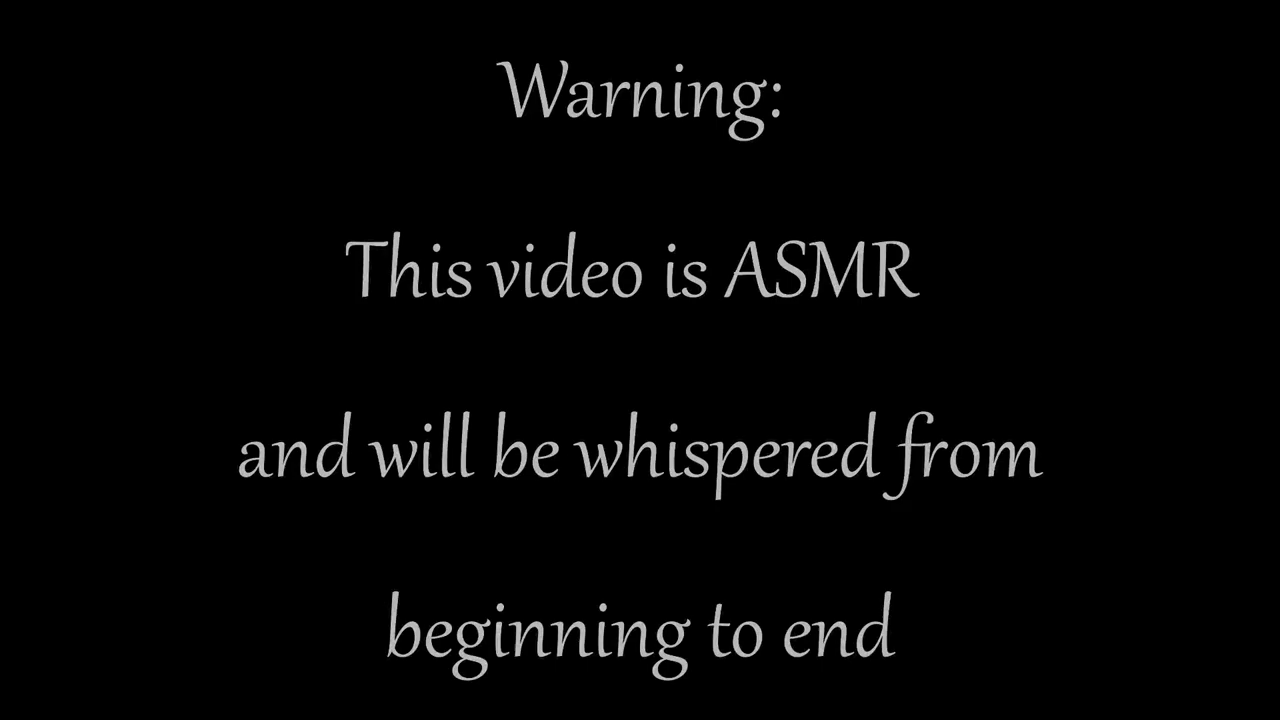 Warning:
This video is ASMR
and will be whispered from
beginning to end